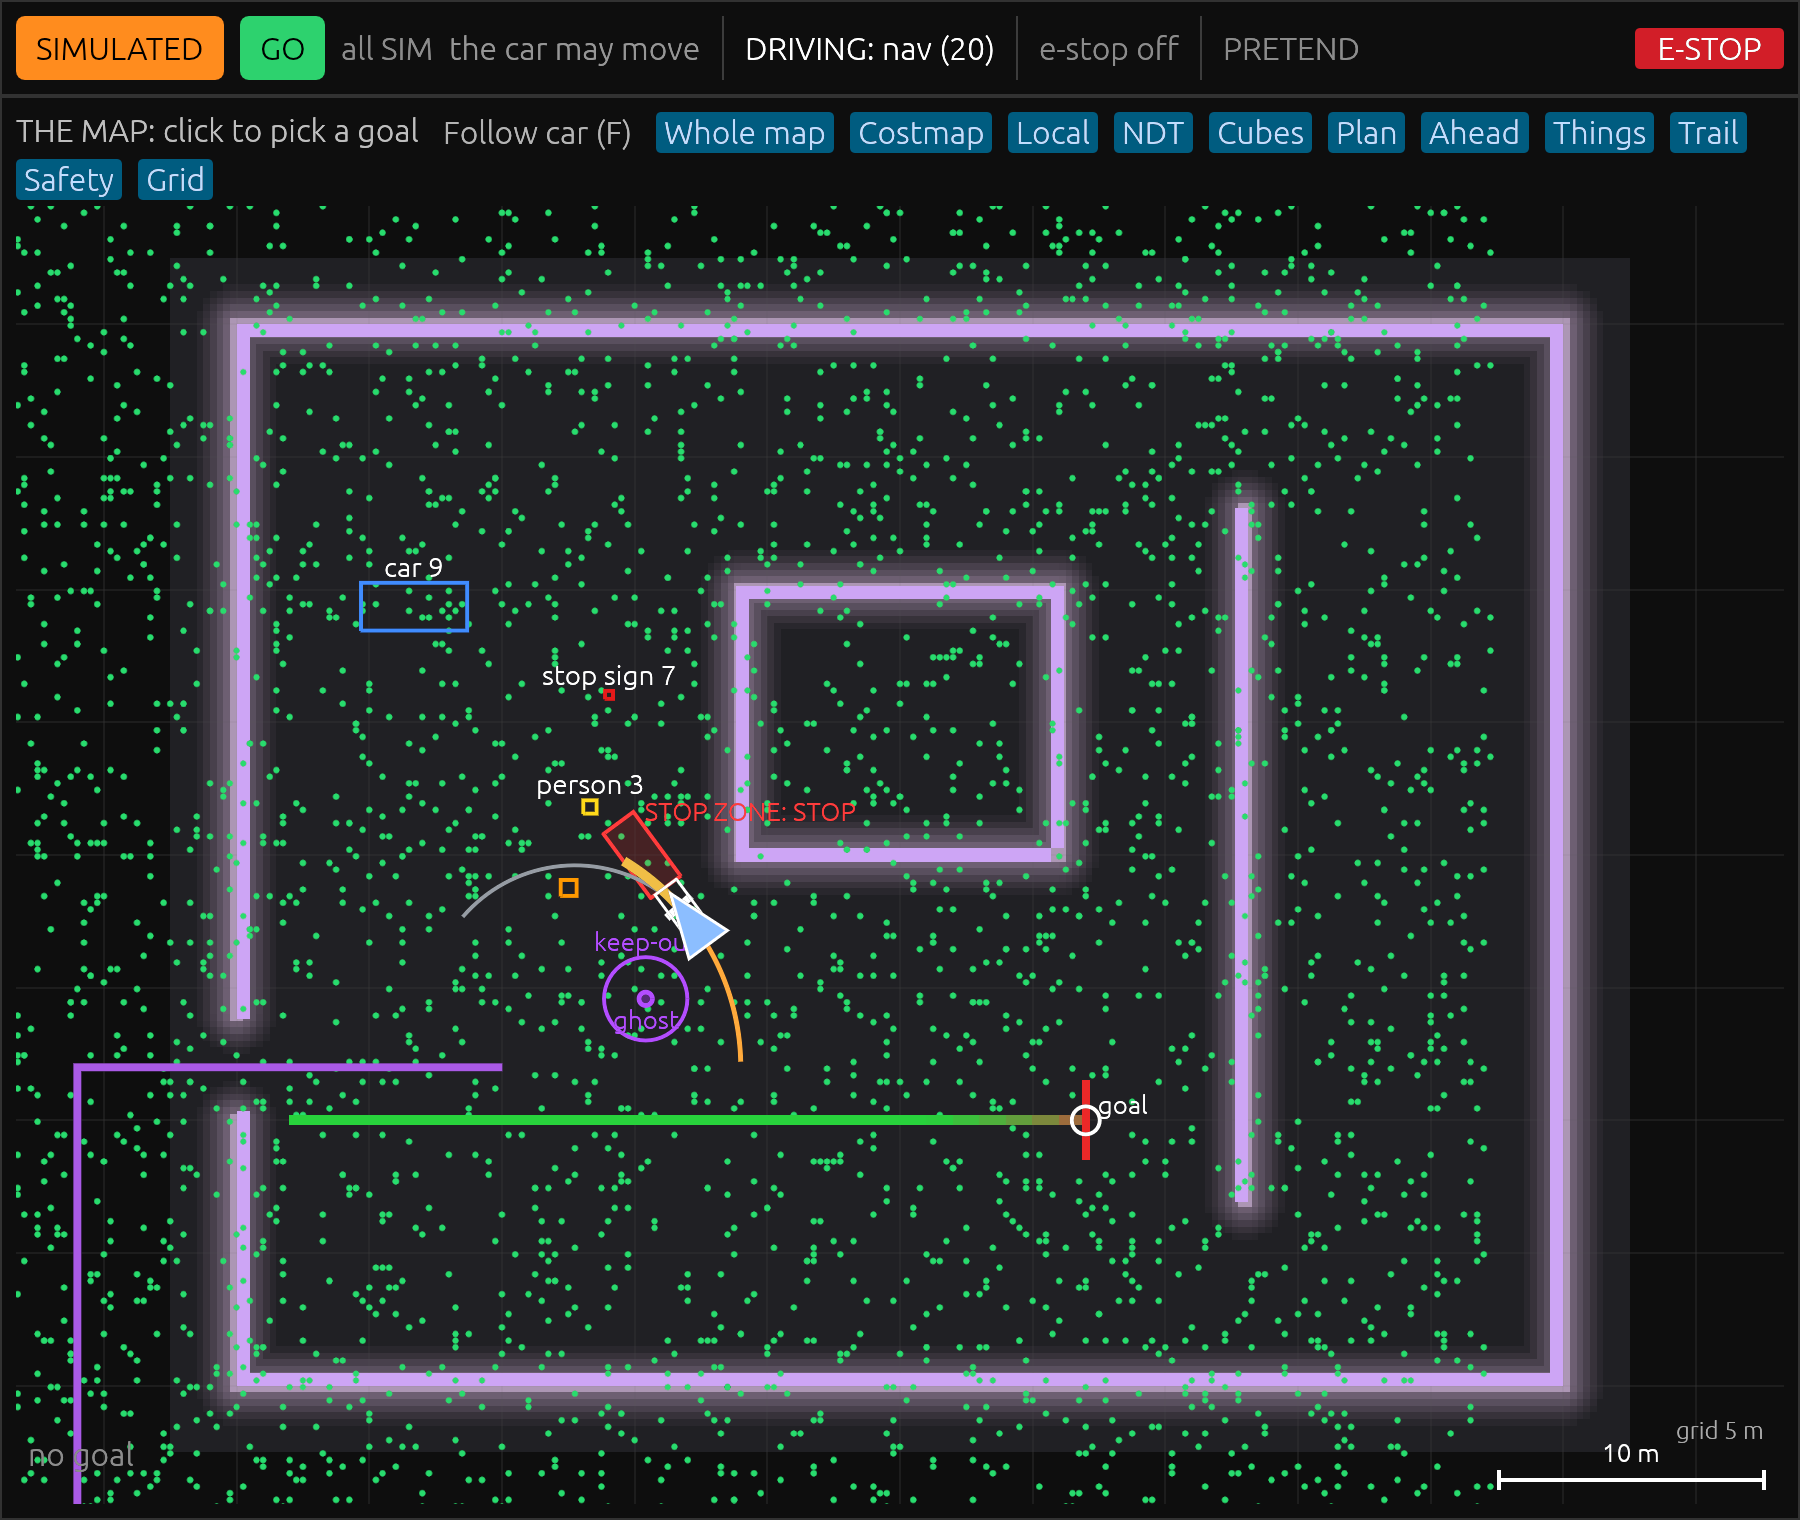 SIMULATED GO all SIM the car may move DRIVING: nav (20) e-stop off PRETEND E-STOP
THE MAP: click to pick a goal Follow car (F) Whole map Costmap Local NDT Cubes Plan Ahead Things Trail
Safety Grid
car 9
stop sign 7
person 3
STOP ZONE: STOP
keep-ou
ghost
goal
grid 5 m
no goal
10 m